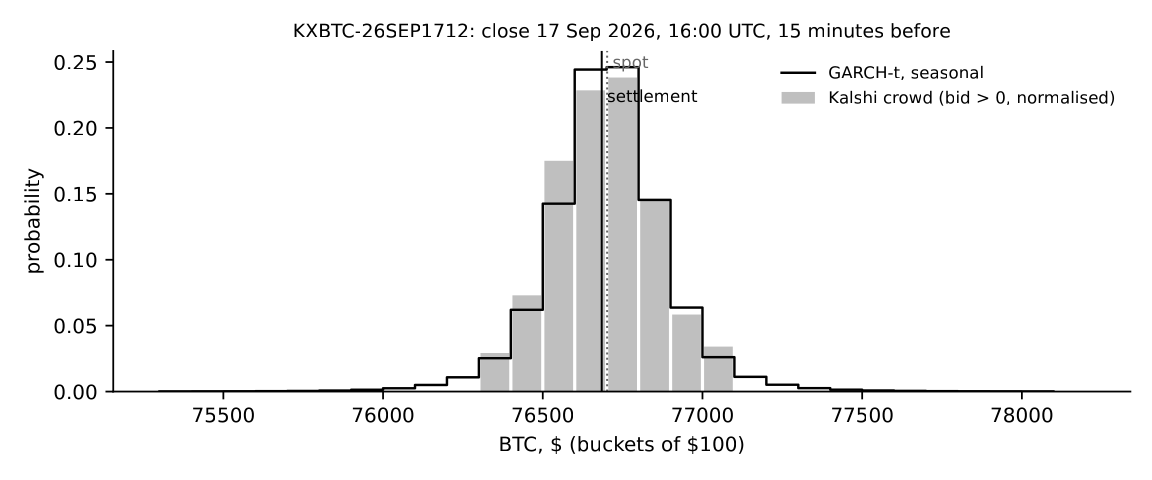 KXBTC-26SEP1712: close 17 Sep 2026, 16:00 UTC, 15 minutes before
0.25
0.20
0.15
0.10
0.05
0.00
probability
spot
settlement
GARCH-t, seasonal
Kalshi crowd (bid > 0, normalised)
75500
76000
76500
77000
77500
78000
BTC, $ (buckets of $100)